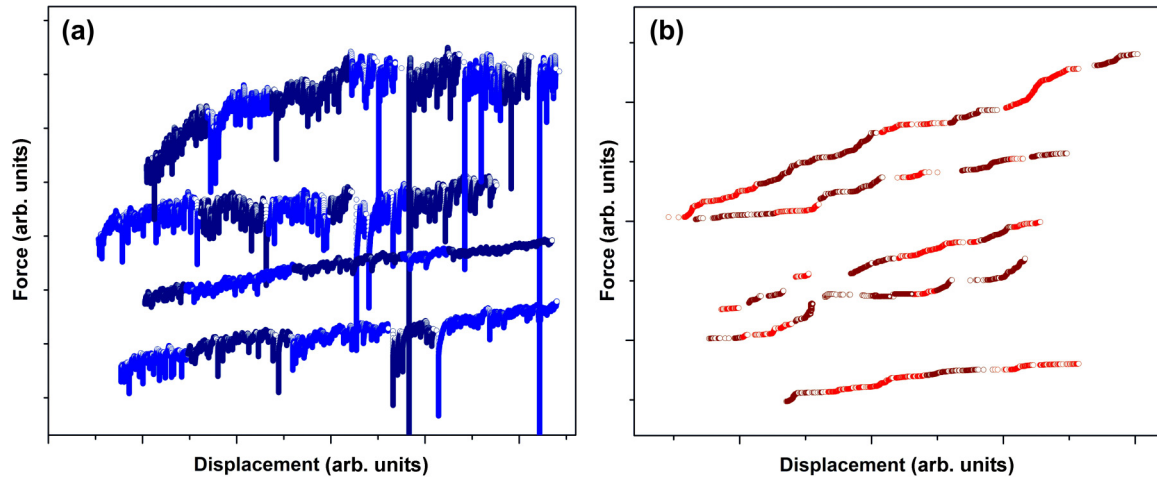 (a)
Force (arb. units)
Displacement (arb. units)
(b)
Force (arb. units)
Displacement (arb. units)